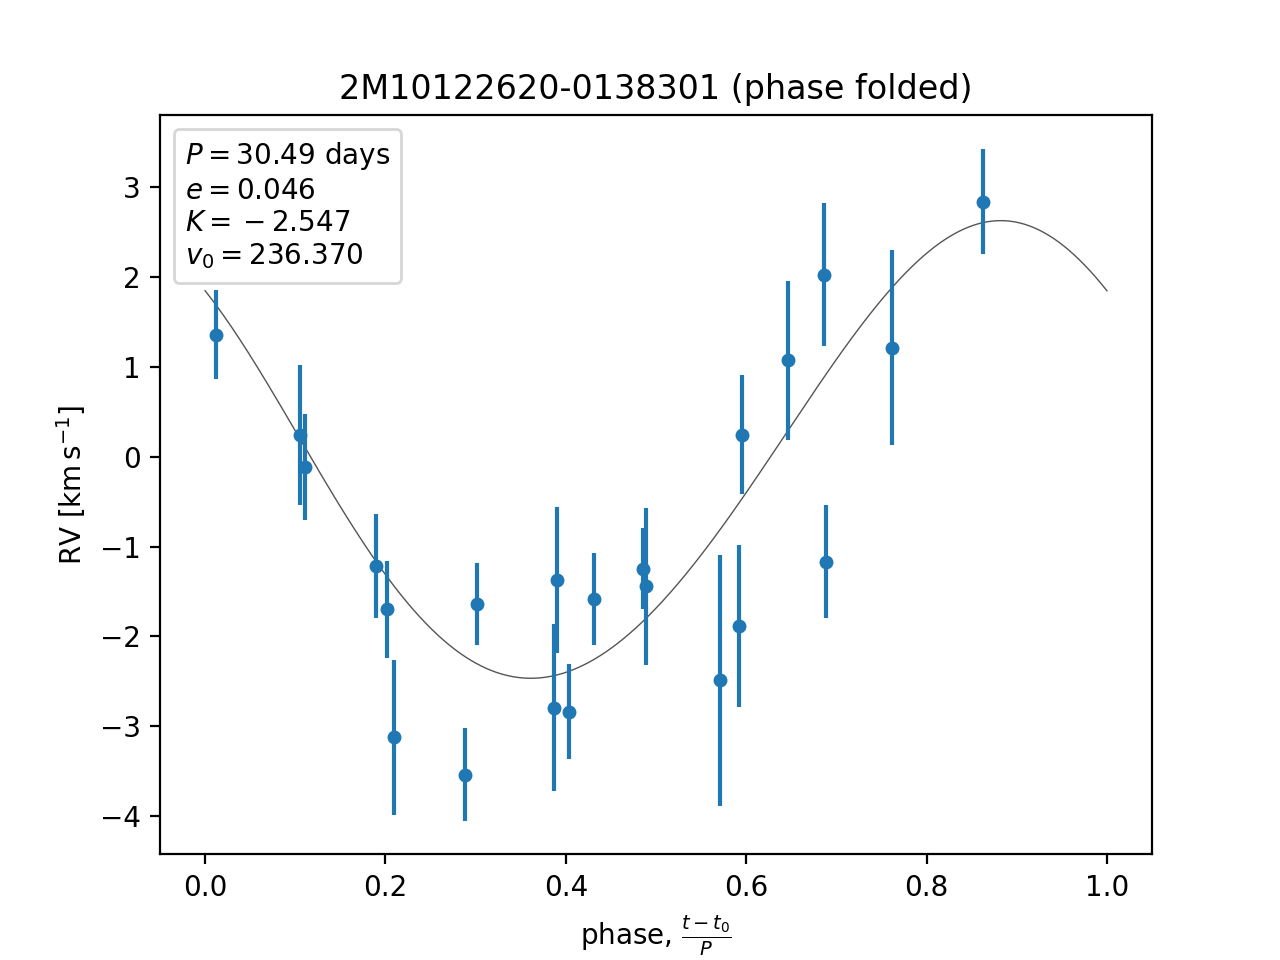 2M10122620-0138301 (phase folded)
P = 30.49 days
e = 0.046
K = −2.547
v₀ = 236.370
3
2
1
0
−1
−2
−3
−4
RV [km s⁻¹]
0.0 0.2 0.4 0.6 0.8 1.0
phase, (t − t₀)/P